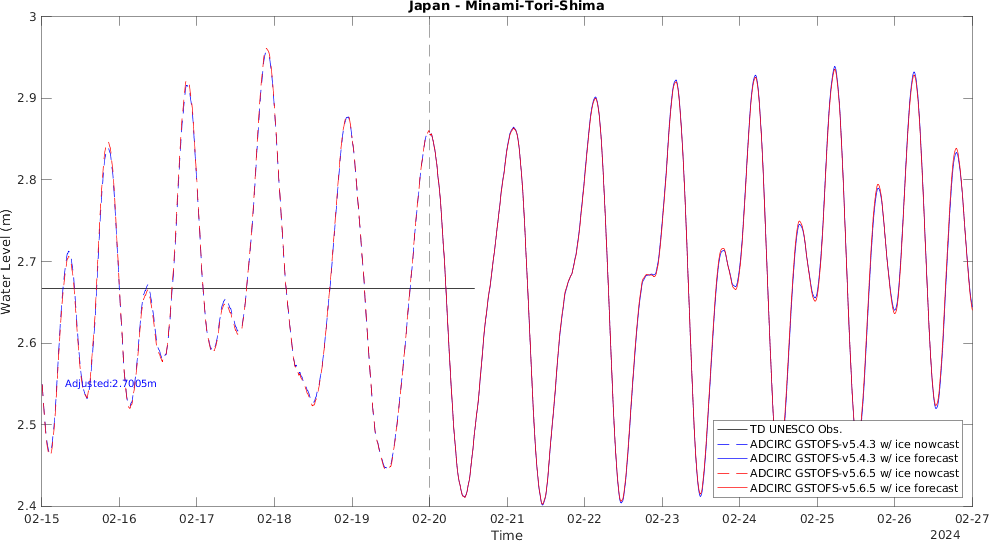 Japan - Minami-Tori-Shima
3
2.9
2.8
2.7
2.6
2.5
2.4
Water Level (m)
Adjusted:2.7005m
TD UNESCO Obs.
ADCIRC GSTOFS-v5.4.3 w/ ice nowcast
ADCIRC GSTOFS-v5.4.3 w/ ice forecast
ADCIRC GSTOFS-v5.6.5 w/ ice nowcast
ADCIRC GSTOFS-v5.6.5 w/ ice forecast
02-15 02-16 02-17 02-18 02-19 02-20 02-21 02-22 02-23 02-24 02-25 02-26 02-27
Time
2024